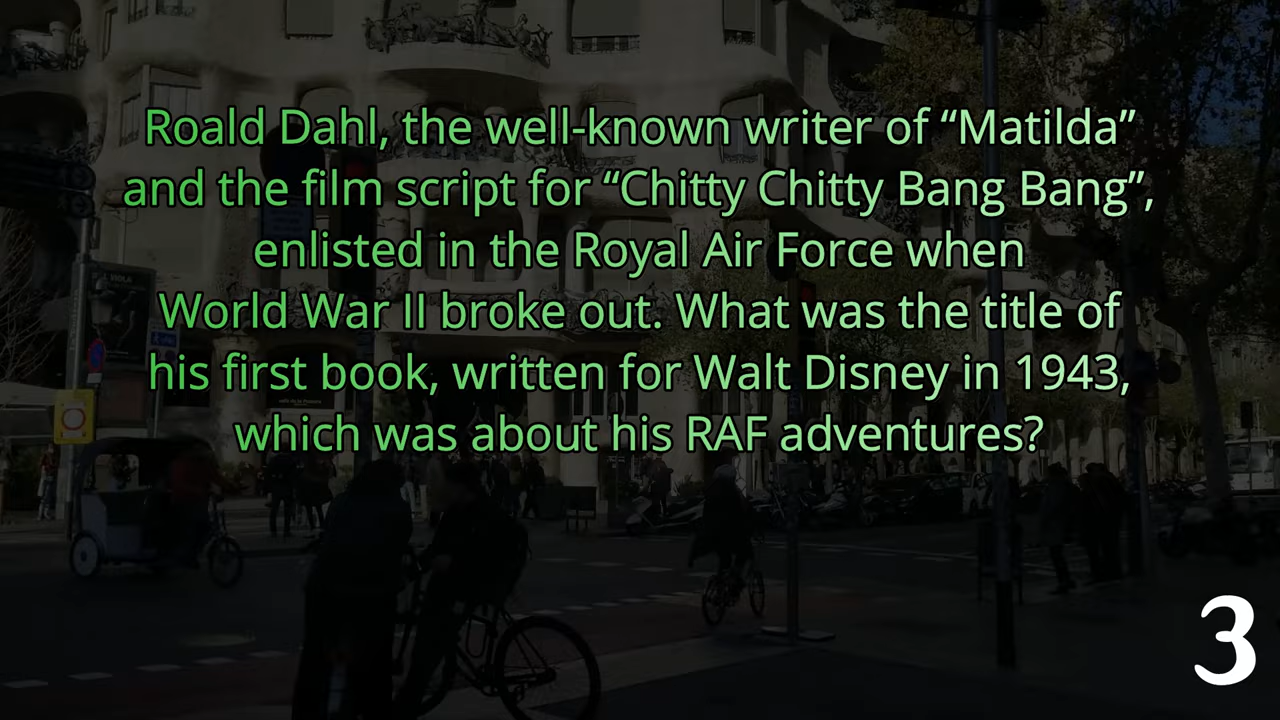 Roald Dahl, the well-known writer of “Matilda”
and the film script for “Chitty Chitty Bang Bang”,
enlisted in the Royal Air Force when
World War II broke out. What was the title of
his first book, written for Walt Disney in 1943,
which was about his RAF adventures?
3